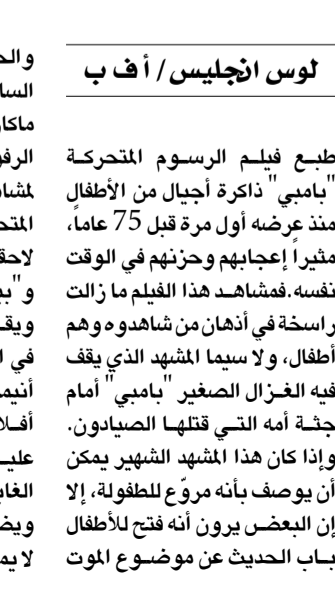 لوس انجليس/ أ ف ب
طبع فيلم الرسوم المتحركة
"بامبي" ذاكرة أجيال من الأطفال
منذ عرضه أول مرة قبل 75 عاماً،
مثيراً إعجابهم وحزنهم في الوقت
نفسه.فمشاهد هذا الفيلم ما زالت
راسخة في أذهان من شاهدوه وهم
أطفال، ولا سيما المشهد الذي يقف
فيه الغزال الصغير "بامبي" أمام
جثة أمه التي قتلها الصيادون.
وإذا كان هذا المشهد الشهير يمكن
أن يوصف بأنه مروّع للطفولة، إلا
إن البعض يرون أنه فتح للأطفال
باب الحديث عن موضوع الموت